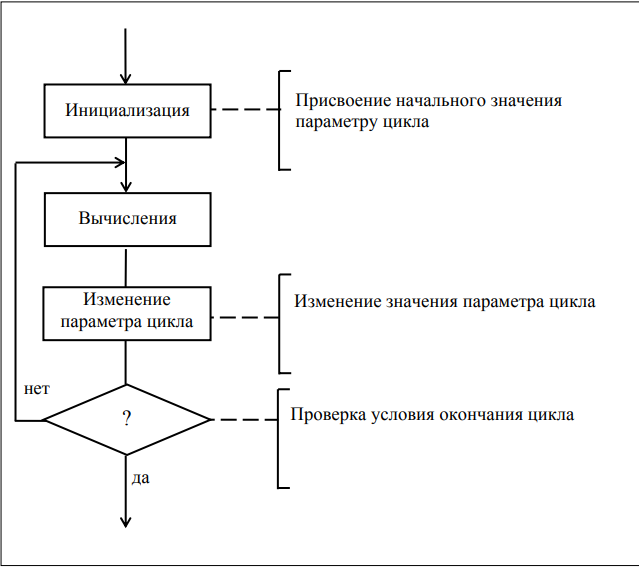 Инициализация
Присвоение начального значения
параметру цикла
Вычисления
Изменение
параметра цикла
Изменение значения параметра цикла
нет
?
Проверка условия окончания цикла
да